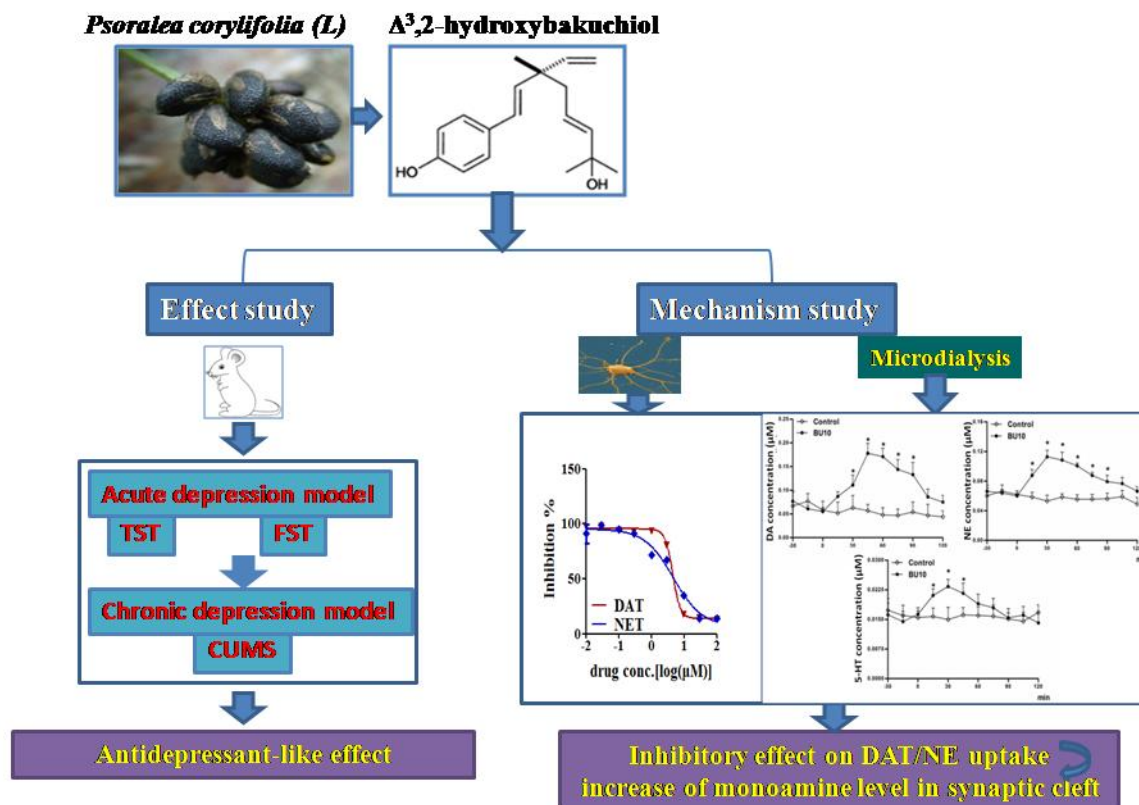 Psoralea corylifolia (L)
Δ³,2-hydroxybakuchiol
HO
OH
Effect study
Mechanism study
Microdialysis
Acute depression model
TST
FST
Chronic depression model
CUMS
Inhibition %
150
100
50
0
-2
-1
0
1
2
DAT
NET
drug conc.[log(μM)]
Control
BU10
DA concentration (μM)
Control
BU10
NE concentration (μM)
Control
BU10
5-HT concentration (μM)
min
Antidepressant-like effect
Inhibitory effect on DAT/NE uptake
increase of monoamine level in synaptic cleft